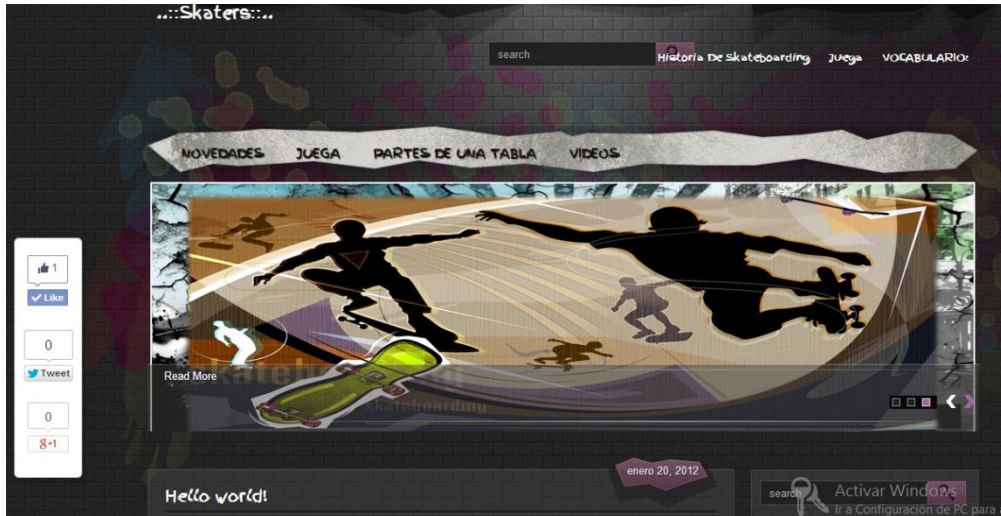 ..::Skaters::..
search
Historia De Skateboarding Juega VOCABULARIO:
NOVEDADES JUEGA PARTES DE UNA TABLA VIDEOS
1
Like
0
Tweet
0
g+1
Read More
skateboarding
skateboarding
enero 20, 2012
Hello world!
search
Activar Windows
Ir a Configuración de PC para